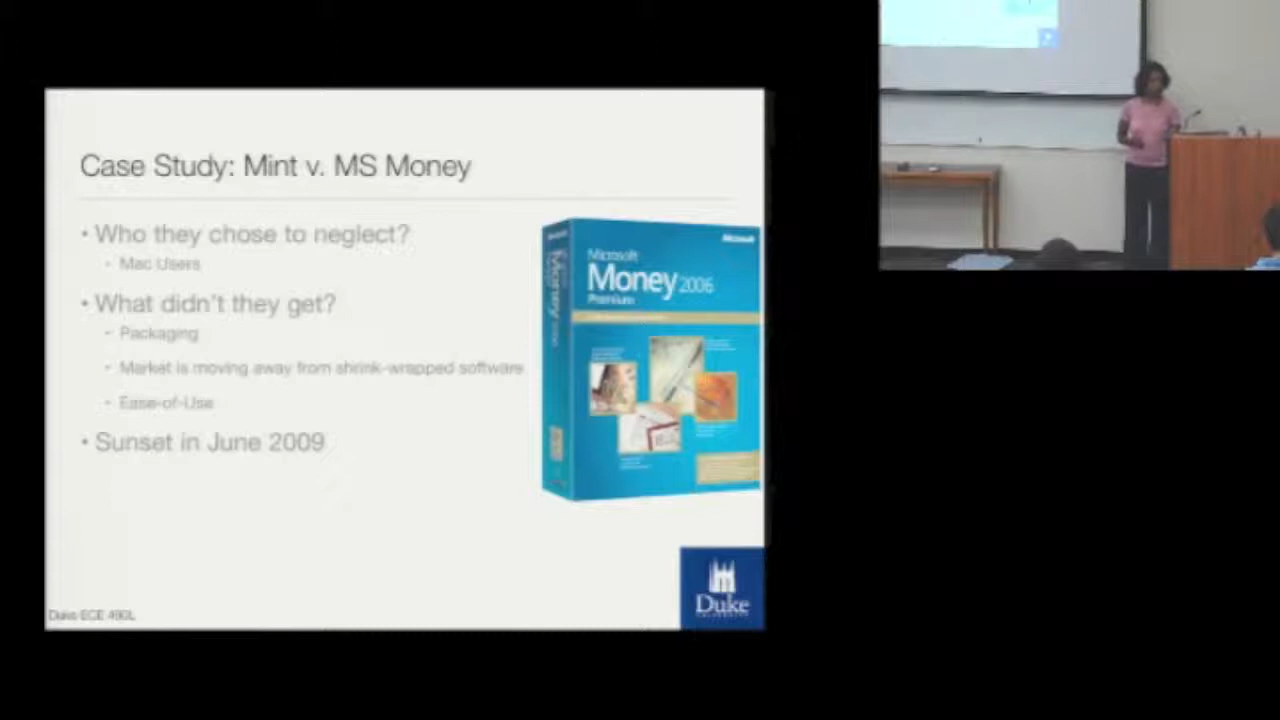 Case Study: Mint v. MS Money
• Who they chose to neglect?
- Mac Users
• What didn't they get?
- Packaging
- Market is moving away from shrink-wrapped software
- Ease-of-Use
• Sunset in June 2009
Microsoft
Microsoft
Money 2006
Premium
Duke ECE 490L
Duke
UNIVERSITY